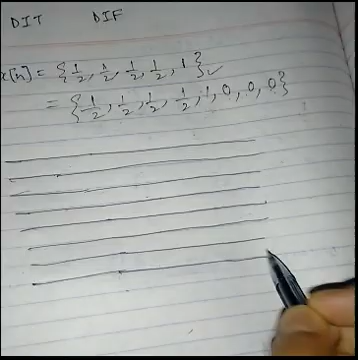 DIT DIF
x[n] = {1/2, 1/2, 1/2, 1/2, 1}
= {1/2, 1/2, 1/2, 1/2, 1, 0, 0, 0}